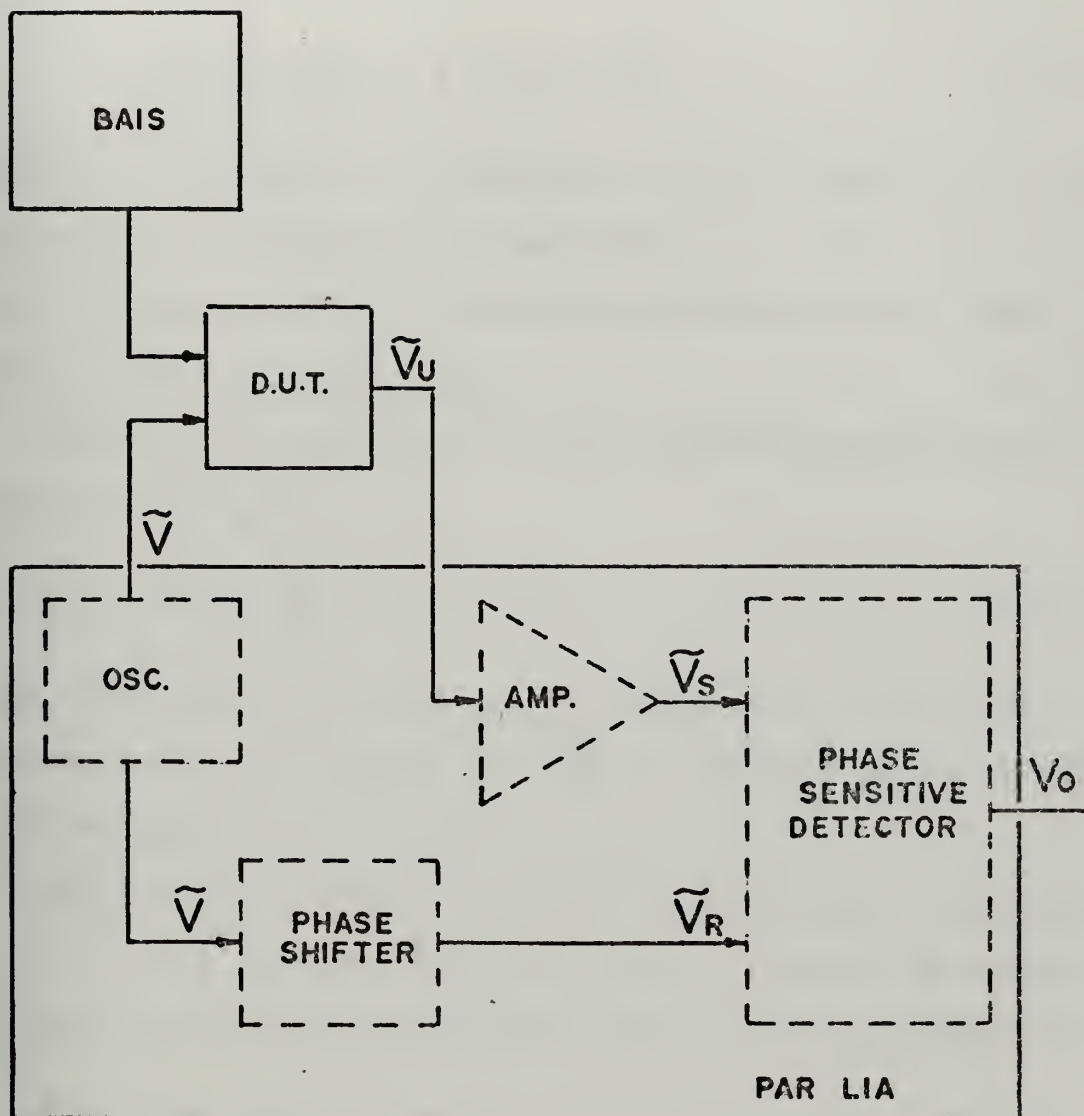 BAIS
D.U.T.
ṼU
Ṽ
OSC.
AMP.
ṼS
PHASE
SENSITIVE
DETECTOR
VO
Ṽ
PHASE
SHIFTER
ṼR
PAR LIA